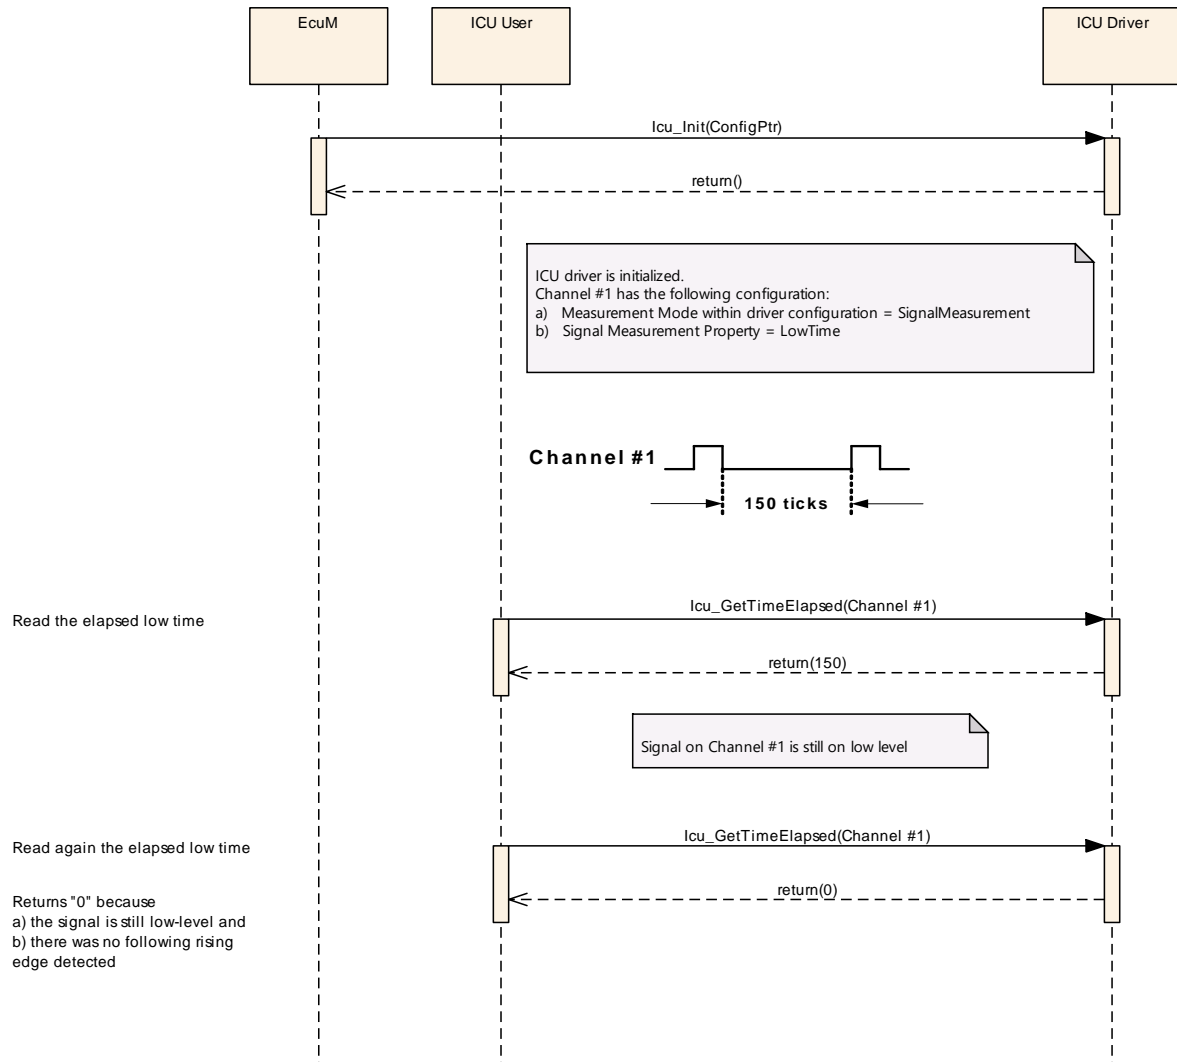 EcuM
ICU User
ICU Driver
Icu_Init(ConfigPtr)
return()
ICU driver is initialized.
Channel #1 has the following configuration:
a) Measurement Mode within driver configuration = SignalMeasurement
b) Signal Measurement Property = LowTime
Channel #1
150 ticks
Read the elapsed low time
Icu_GetTimeElapsed(Channel #1)
return(150)
Signal on Channel #1 is still on low level
Read again the elapsed low time
Icu_GetTimeElapsed(Channel #1)
return(0)
Returns "0" because
a) the signal is still low-level and
b) there was no following rising
edge detected